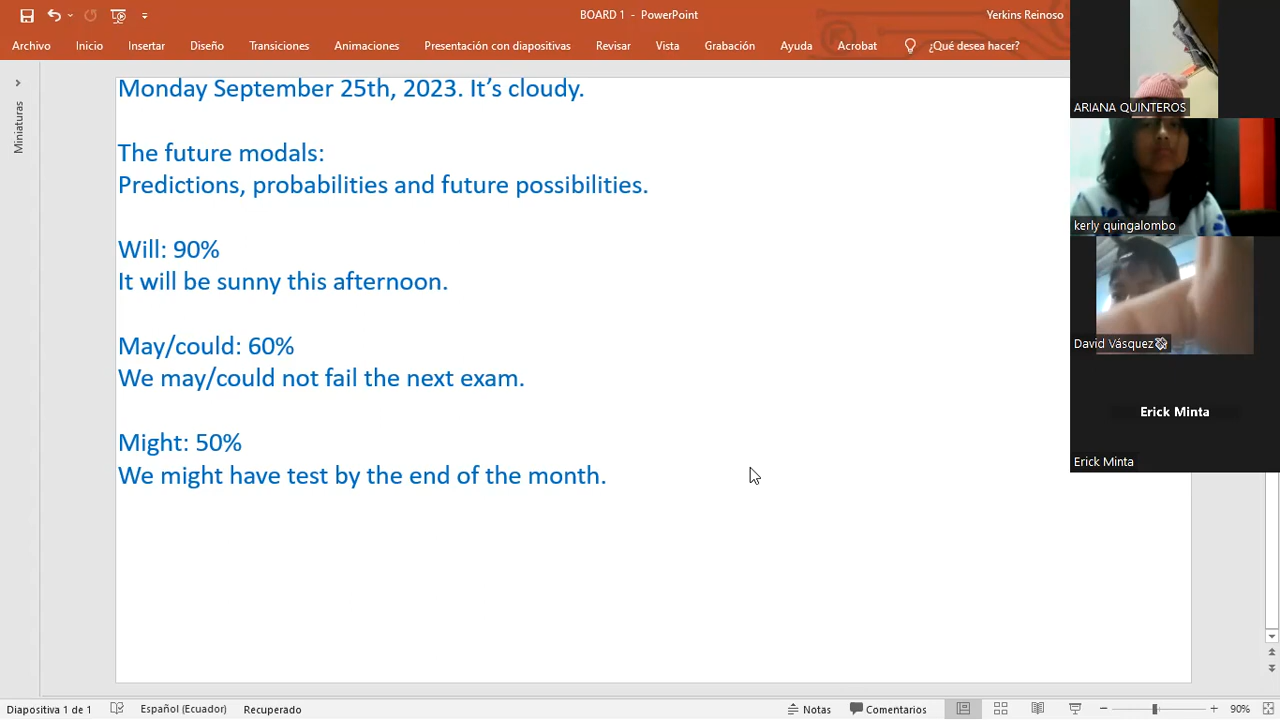 BOARD 1 - PowerPoint
Yerkins Reinoso
Archivo
Inicio
Insertar
Diseño
Transiciones
Animaciones
Presentación con diapositivas
Revisar
Vista
Grabación
Ayuda
Acrobat
¿Qué desea hacer?
Miniaturas
Monday September 25th, 2023. It’s cloudy.
The future modals:
Predictions, probabilities and future possibilities.
Will: 90%
It will be sunny this afternoon.
May/could: 60%
We may/could not fail the next exam.
Might: 50%
We might have test by the end of the month.
ARIANA QUINTEROS
kerly quingalombo
David Vásquez
Erick Minta
Erick Minta
Diapositiva 1 de 1
Español (Ecuador)
Recuperado
Notas
Comentarios
90%